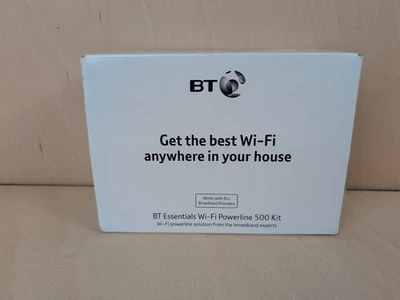 BT
Get the best Wi-Fi
anywhere in your house
Works with ALL
Broadband Providers
BT Essentials Wi-Fi Powerline 500 Kit
Wi-Fi powerline solution from the broadband experts